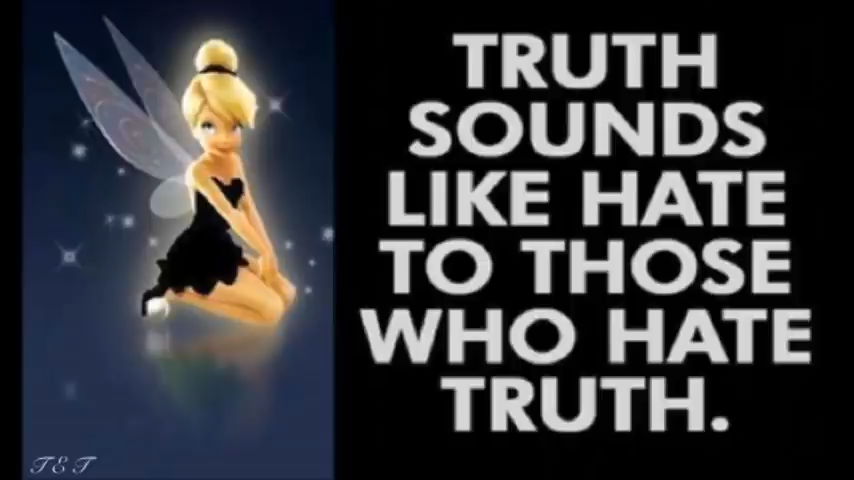 TRUTH
SOUNDS
LIKE HATE
TO THOSE
WHO HATE
TRUTH.
T E T